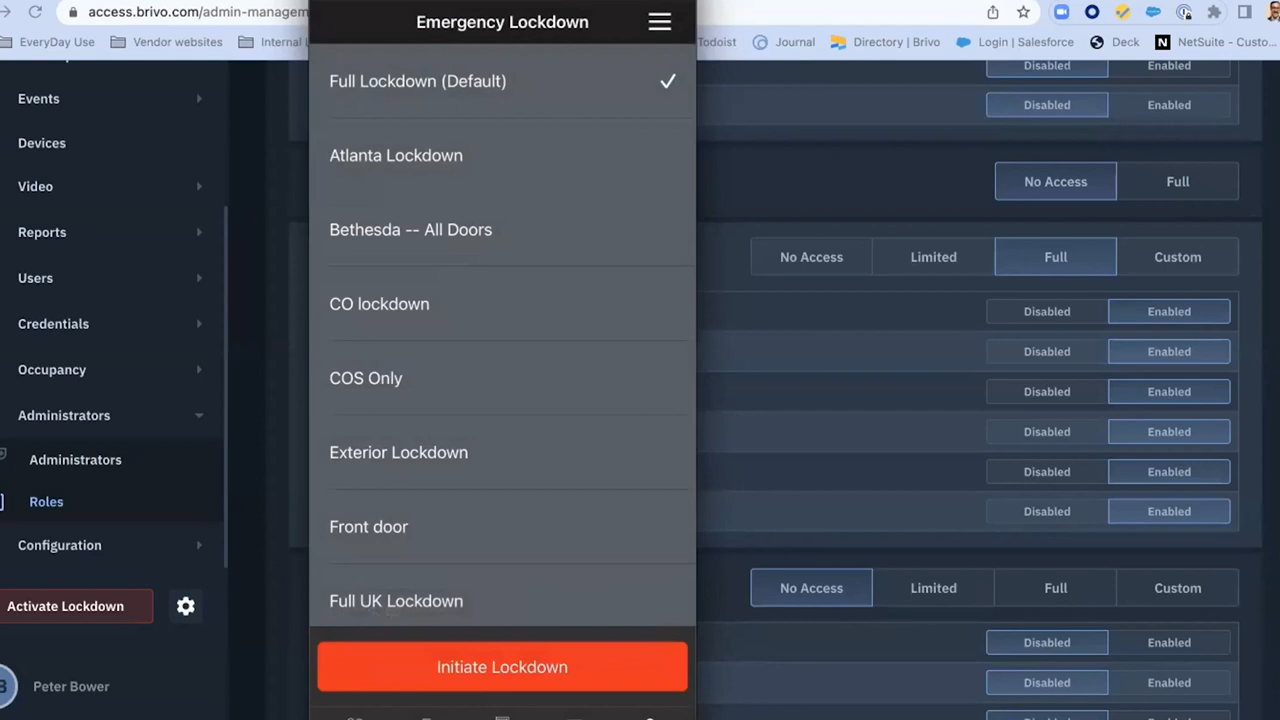 access.brivo.com/admin-managem
EveryDay Use
Vendor websites
Internal
Todoist
Journal
Directory | Brivo
Login | Salesforce
Deck
NetSuite - Custo...
Events
Devices
Video
Reports
Users
Credentials
Occupancy
Administrators
Administrators
Roles
Configuration
Activate Lockdown
Peter Bower
Emergency Lockdown
Full Lockdown (Default)
Atlanta Lockdown
Bethesda -- All Doors
CO lockdown
COS Only
Exterior Lockdown
Front door
Full UK Lockdown
Initiate Lockdown
Disabled Enabled
Disabled Enabled
No Access Full
No Access Limited Full Custom
Disabled Enabled
Disabled Enabled
Disabled Enabled
Disabled Enabled
Disabled Enabled
Disabled Enabled
No Access Limited Full Custom
Disabled Enabled
Disabled Enabled
Disabled Enabled